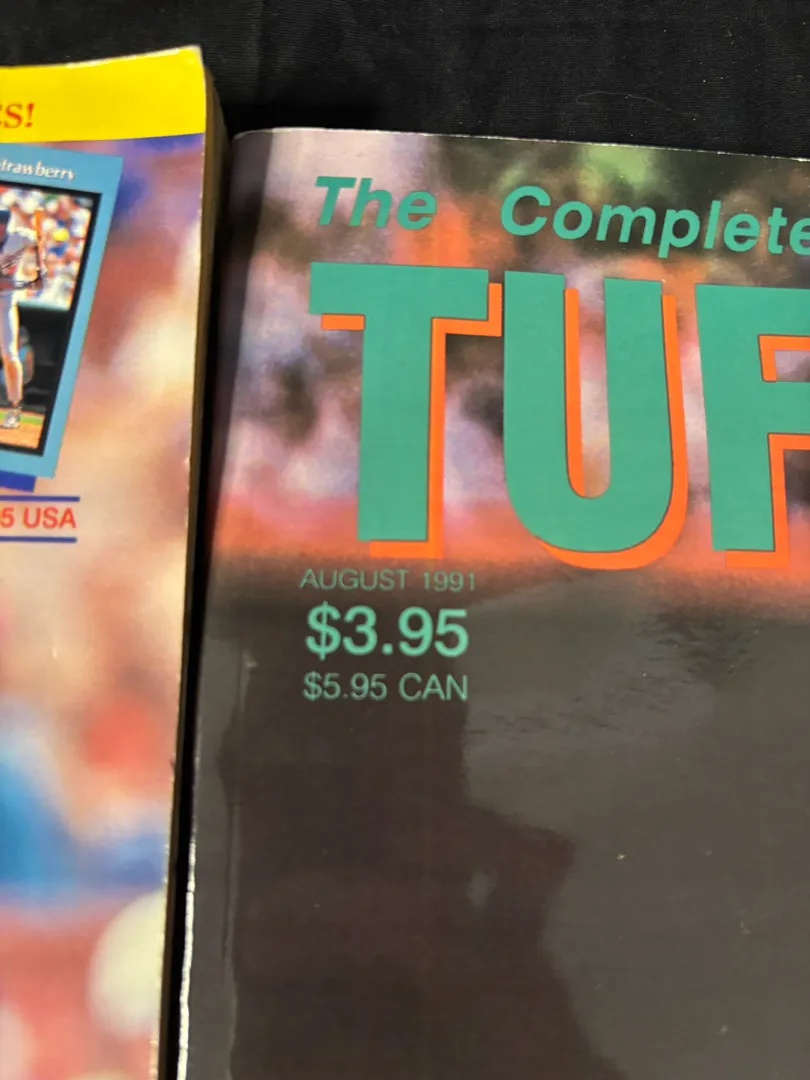 ES!
trawberry
5 USA
The Complete
TUF
AUGUST 1991
$3.95
$5.95 CAN